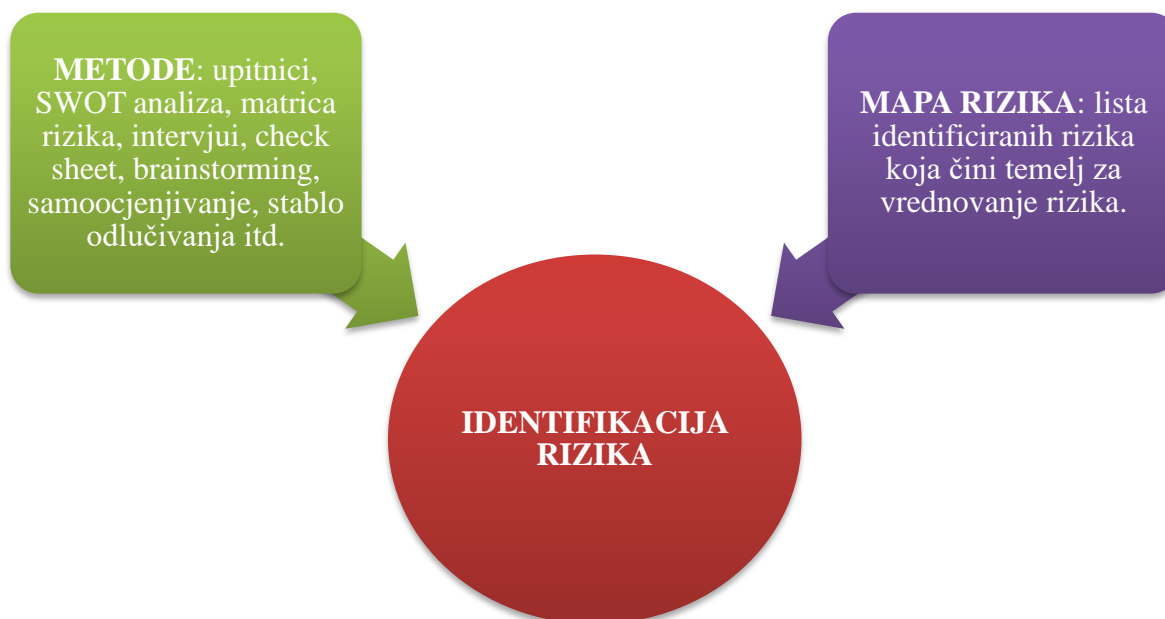 METODE: upitnici,
SWOT analiza, matrica
rizika, intervjui, check
sheet, brainstorming,
samoocjenjivanje, stablo
odlučivanja itd.
MAPA RIZIKA: lista
identificiranih rizika
koja čini temelj za
vrednovanje rizika.
IDENTIFIKACIJA
RIZIKA